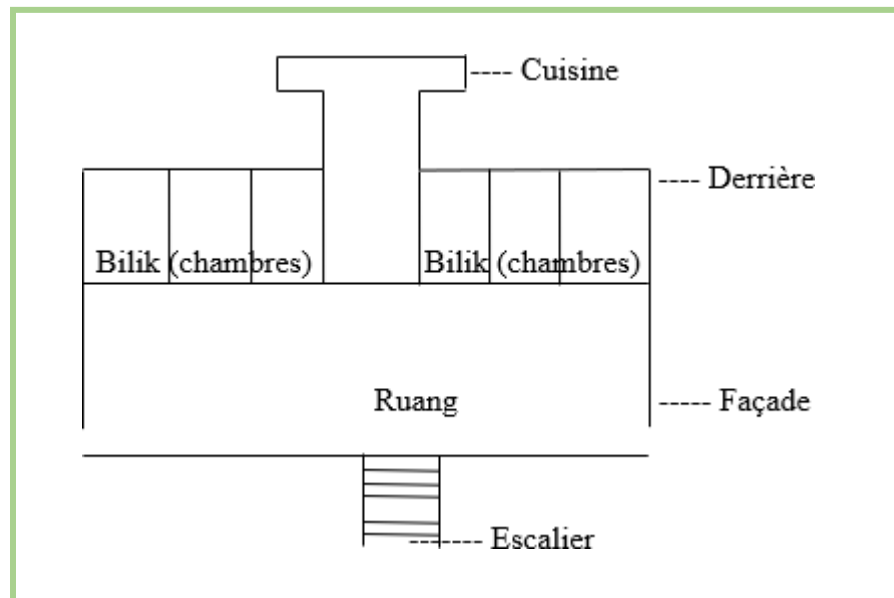 ---- Cuisine
---- Derrière
Bilik (chambres) Bilik (chambres)
Ruang ----- Façade
------- Escalier